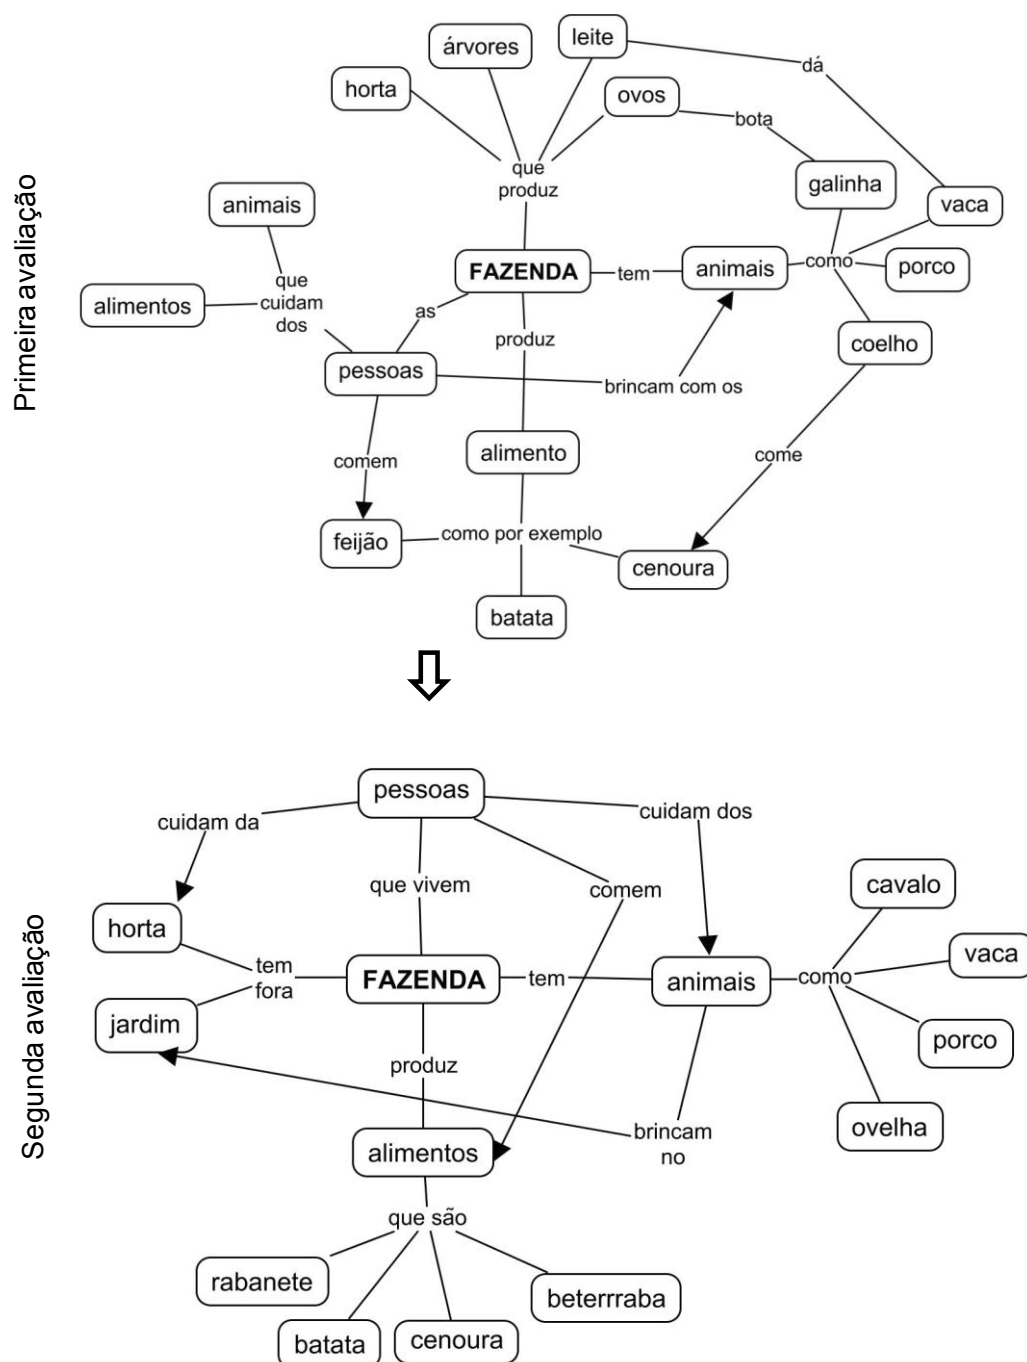 Primeira avaliação
árvores
leite
dá
horta
ovos
bota
que
produz
galinha
animais
vaca
que
cuidam
dos
alimentos
FAZENDA
tem
animais
como
porco
as
produz
coelho
pessoas
brincam com os
alimento
comem
come
feijão
como por exemplo
cenoura
batata
Segunda avaliação
pessoas
cuidam da
cuidam dos
que vivem
comem
cavalo
horta
tem
fora
FAZENDA
tem
animais
como
vaca
jardim
porco
produz
ovelha
alimentos
brincam
no
que são
rabanete
beterrraba
batata
cenoura